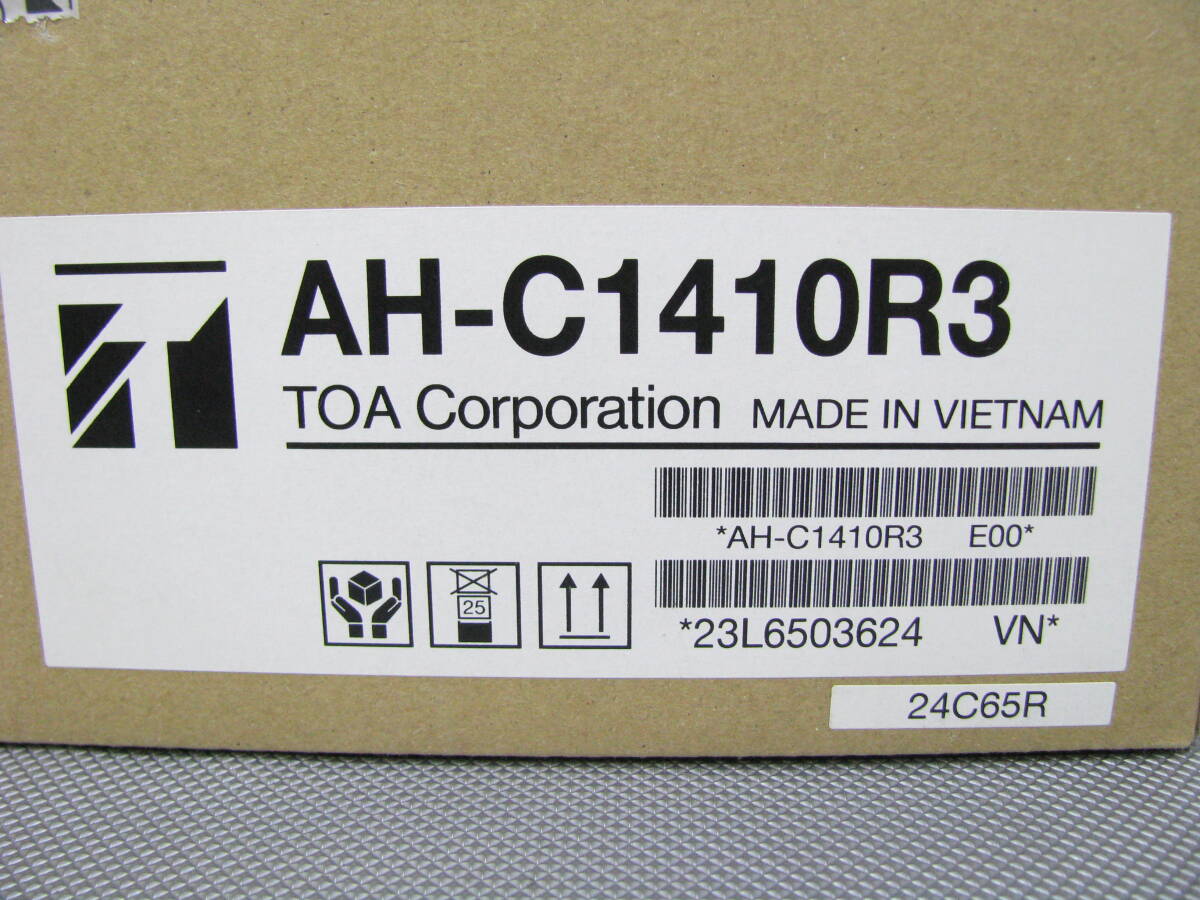 AH-C1410R3
TOA Corporation MADE IN VIETNAM
*AH-C1410R3 E00*
25
*23L6503624 VN*
24C65R